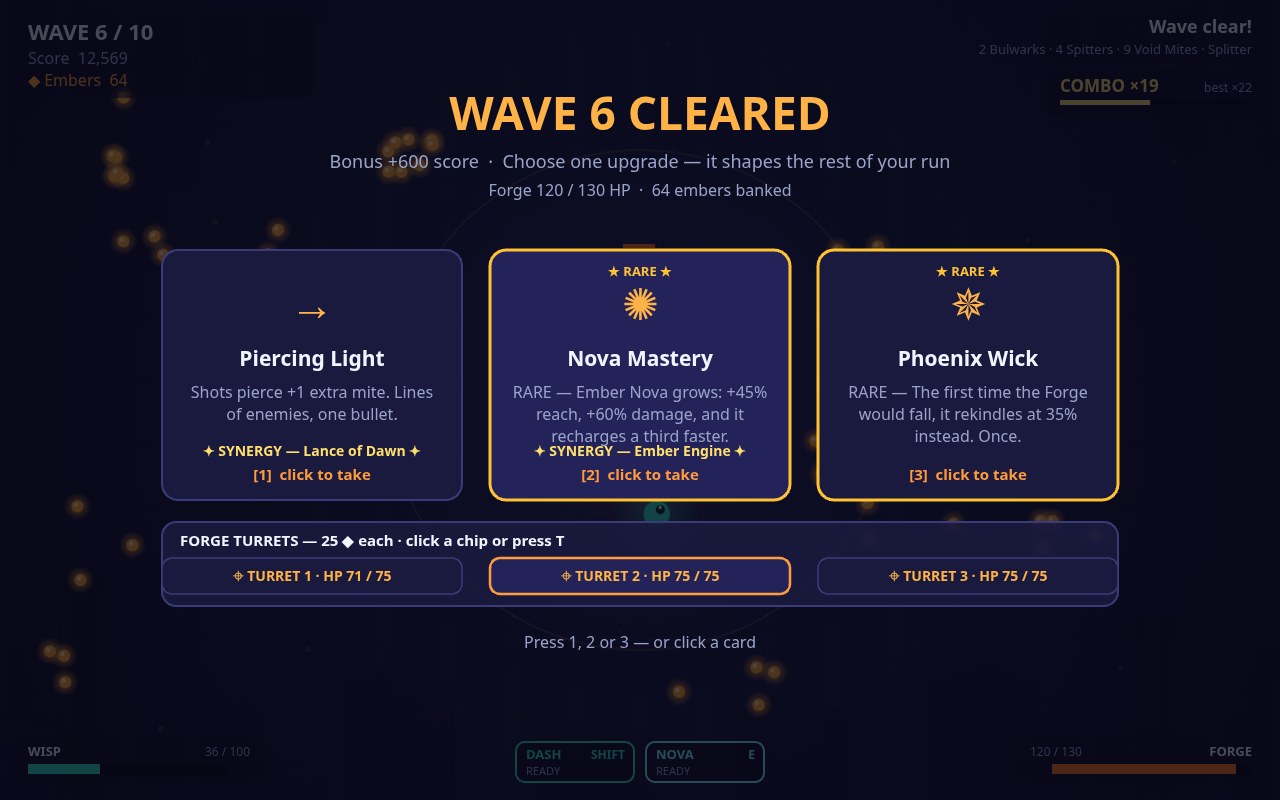 WAVE 6 / 10
Score 12,569
◆ Embers 64
Wave clear!
2 Bulwarks · 4 Spitters · 9 Void Mites · Splitter
COMBO ×19 best ×22
WAVE 6 CLEARED
Bonus +600 score · Choose one upgrade — it shapes the rest of your run
Forge 120 / 130 HP · 64 embers banked
→
Piercing Light
Shots pierce +1 extra mite. Lines
of enemies, one bullet.
✦ SYNERGY — Lance of Dawn ✦
[1] click to take
★ RARE ★
Nova Mastery
RARE — Ember Nova grows: +45%
reach, +60% damage, and it
recharges a third faster.
✦ SYNERGY — Ember Engine ✦
[2] click to take
★ RARE ★
Phoenix Wick
RARE — The first time the Forge
would fall, it rekindles at 35%
instead. Once.
[3] click to take
FORGE TURRETS — 25 ◆ each · click a chip or press T
⌖ TURRET 1 · HP 71 / 75
⌖ TURRET 2 · HP 75 / 75
⌖ TURRET 3 · HP 75 / 75
Press 1, 2 or 3 — or click a card
WISP 36 / 100
DASH SHIFT
READY
NOVA E
READY
120 / 130 FORGE